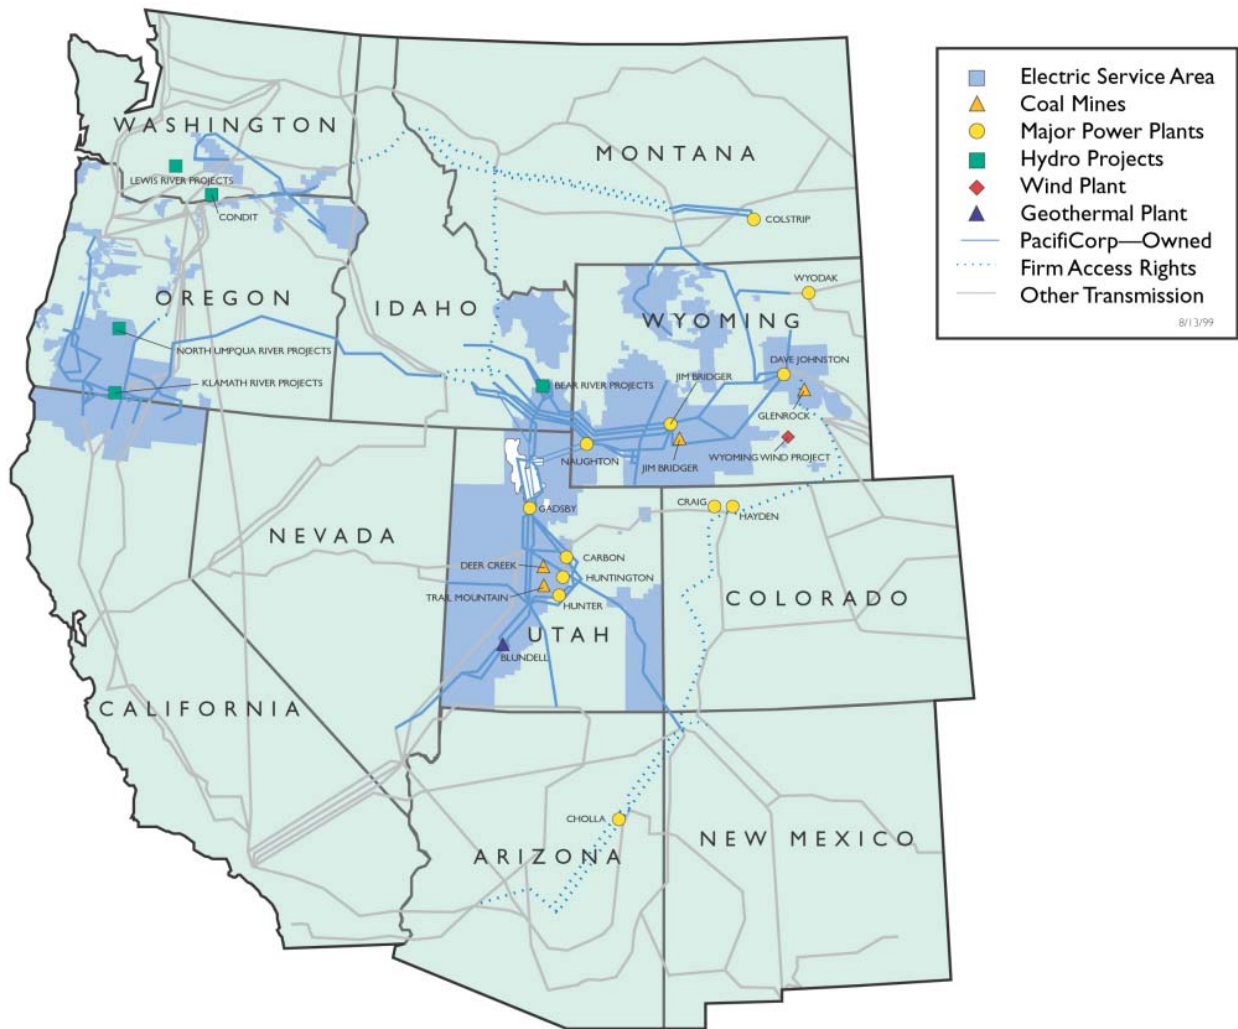 WASHINGTON
LEWIS RIVER PROJECTS
CONDIT
MONTANA
COLSTRIP
Electric Service Area
Coal Mines
Major Power Plants
Hydro Projects
Wind Plant
Geothermal Plant
PacifiCorp—Owned
Firm Access Rights
Other Transmission
8/13/99
OREGON
IDAHO
WYODAK
WYOMING
NORTH UMPQUA RIVER PROJECTS
KLAMATH RIVER PROJECTS
BEAR RIVER PROJECTS
JIM BRIDGER
DAVE JOHNSTON
GLENROCK
NAUGHTON
JIM BRIDGER
WYOMING WIND PROJECT
NEVADA
GADSBY
CRAIG
HAYDEN
DEER CREEK
CARBON
HUNTINGTON
TRAIL MOUNTAIN
HUNTER
UTAH
BLUNDELL
COLORADO
CALIFORNIA
CHOLLA
ARIZONA
NEW MEXICO